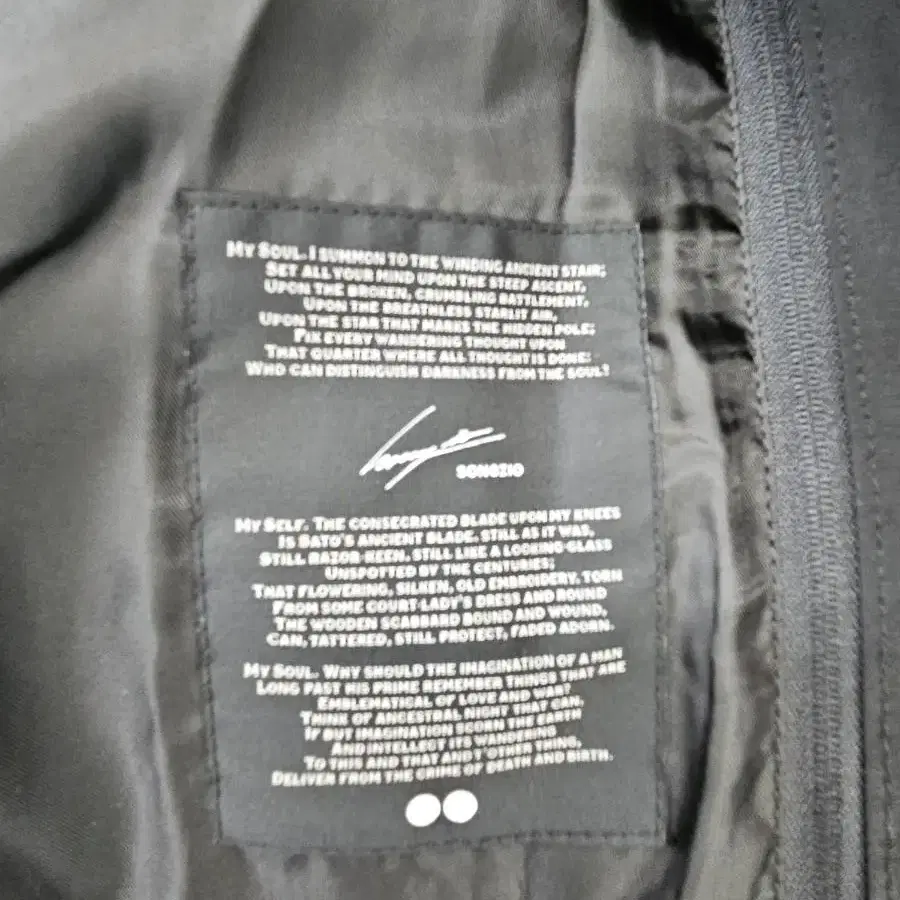 MY SOUL. I SUMMON TO THE WINDING ANCIENT STAIR;
SET ALL YOUR MIND UPON THE STEEP ASCENT,
UPON THE BROKEN, CRUMBLING BATTLEMENT,
UPON THE BREATHLESS STARLIT AIR,
UPON THE STAR THAT MARKS THE HIDDEN POLE;
FIX EVERY WANDERING THOUGHT UPON
THAT QUARTER WHERE ALL THOUGHT IS DONE:
WHO CAN DISTINGUISH DARKNESS FROM THE SOUL?
SONGZIO
MY SELF. THE CONSECRATED BLADE UPON MY KNEES
IS SATO'S ANCIENT BLADE, STILL AS IT WAS,
STILL RAZOR-KEEN, STILL LIKE A LOOKING-GLASS
UNSPOTTED BY THE CENTURIES;
THAT FLOWERING, SILKEN, OLD EMBROIDERY, TORN
FROM SOME COURT-LADY'S DRESS AND ROUND
THE WOODEN SCABBARD BOUND AND WOUND,
CAN, TATTERED, STILL PROTECT, FADED ADORN.
MY SOUL. WHY SHOULD THE IMAGINATION OF A MAN
LONG PAST HIS PRIME REMEMBER THINGS THAT ARE
EMBLEMATICAL OF LOVE AND WAR?
THINK OF ANCESTRAL NIGHT THAT CAN,
IF BUT IMAGINATION SCORN THE EARTH
AND INTELLECT ITS WANDERING
TO THIS AND THAT AND T'OTHER THING,
DELIVER FROM THE CRIME OF DEATH AND BIRTH.